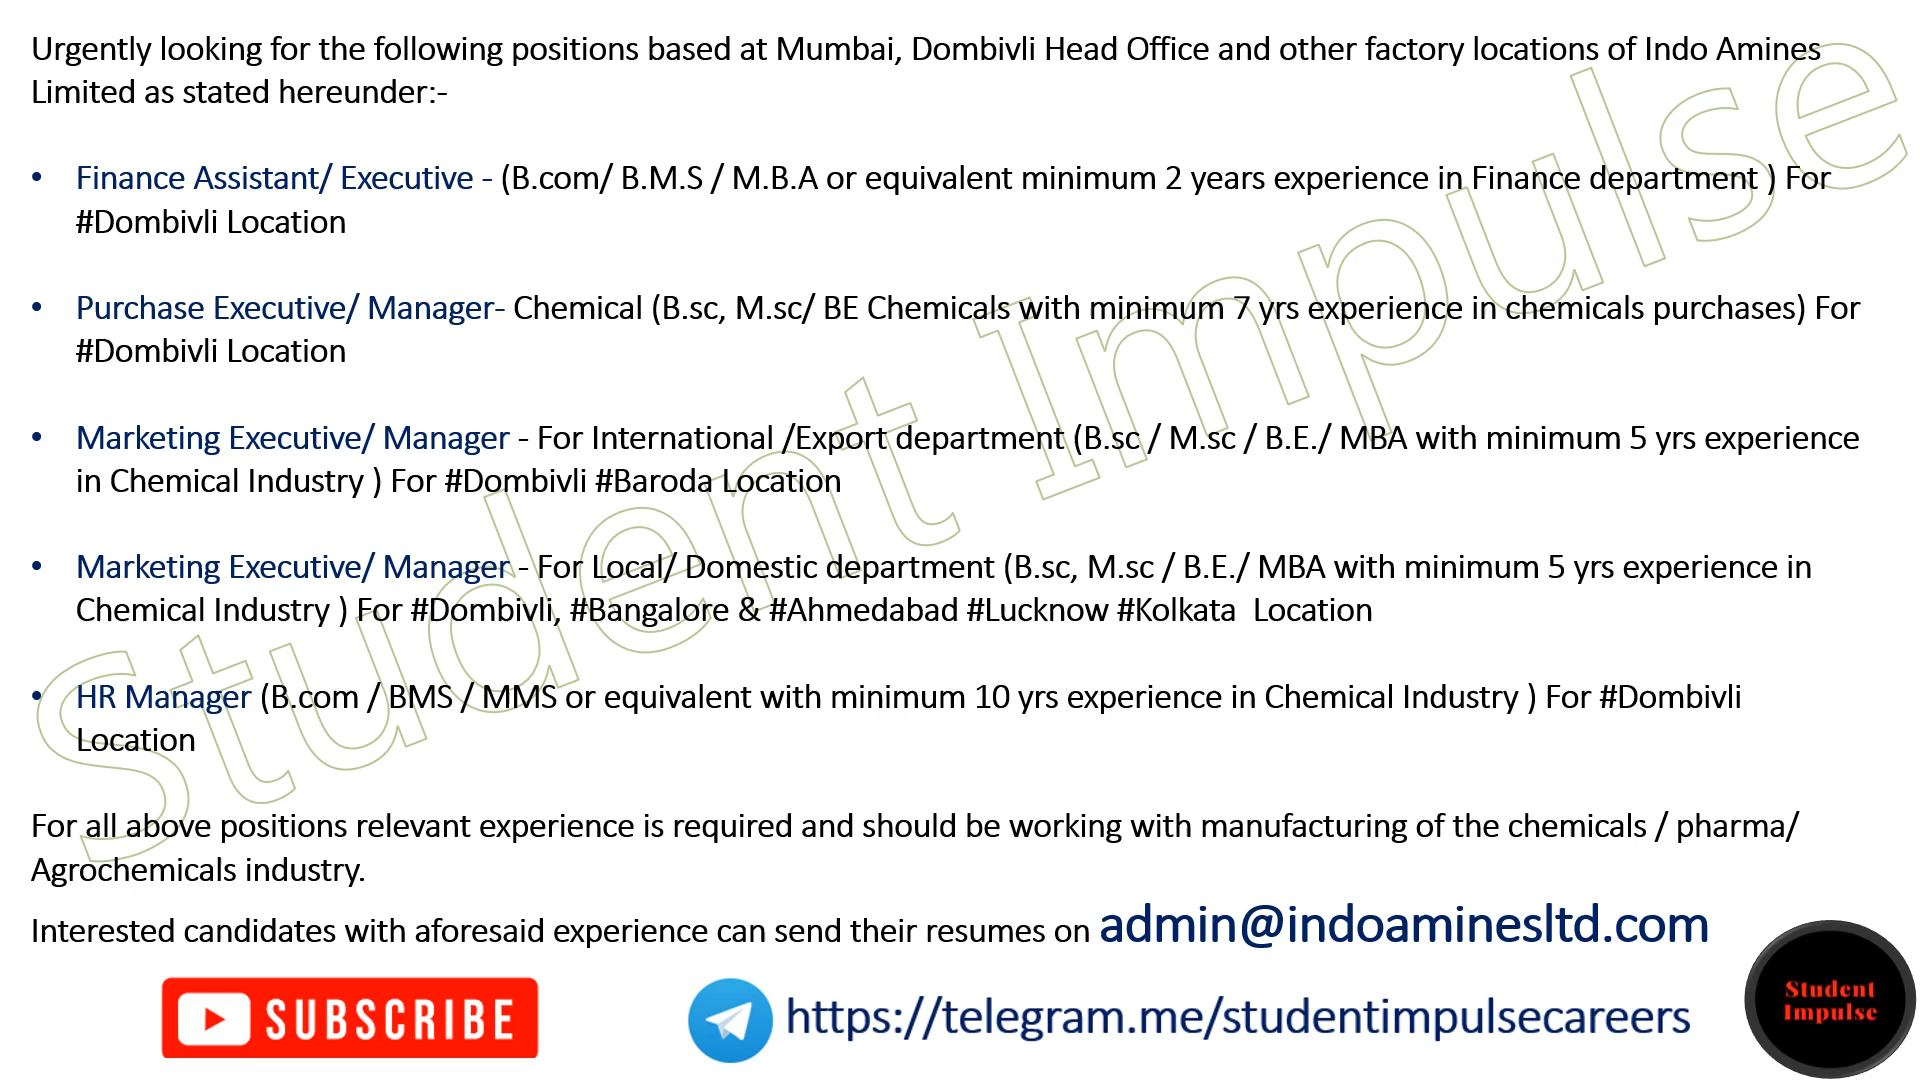 Urgently looking for the following positions based at Mumbai, Dombivli Head Office and other factory locations of Indo Amines
Limited as stated hereunder:-
• Finance Assistant/ Executive - (B.com/ B.M.S / M.B.A or equivalent minimum 2 years experience in Finance department ) For
#Dombivli Location
• Purchase Executive/ Manager- Chemical (B.sc, M.sc/ BE Chemicals with minimum 7 yrs experience in chemicals purchases) For
#Dombivli Location
• Marketing Executive/ Manager - For International /Export department (B.sc / M.sc / B.E./ MBA with minimum 5 yrs experience
in Chemical Industry ) For #Dombivli #Baroda Location
• Marketing Executive/ Manager - For Local/ Domestic department (B.sc, M.sc / B.E./ MBA with minimum 5 yrs experience in
Chemical Industry ) For #Dombivli, #Bangalore & #Ahmedabad #Lucknow #Kolkata Location
• HR Manager (B.com / BMS / MMS or equivalent with minimum 10 yrs experience in Chemical Industry ) For #Dombivli
Location
For all above positions relevant experience is required and should be working with manufacturing of the chemicals / pharma/
Agrochemicals industry.
Interested candidates with aforesaid experience can send their resumes on admin@indoaminesltd.com
SUBSCRIBE
https://telegram.me/studentimpulsecareers
Student
Impulse
Student Impulse